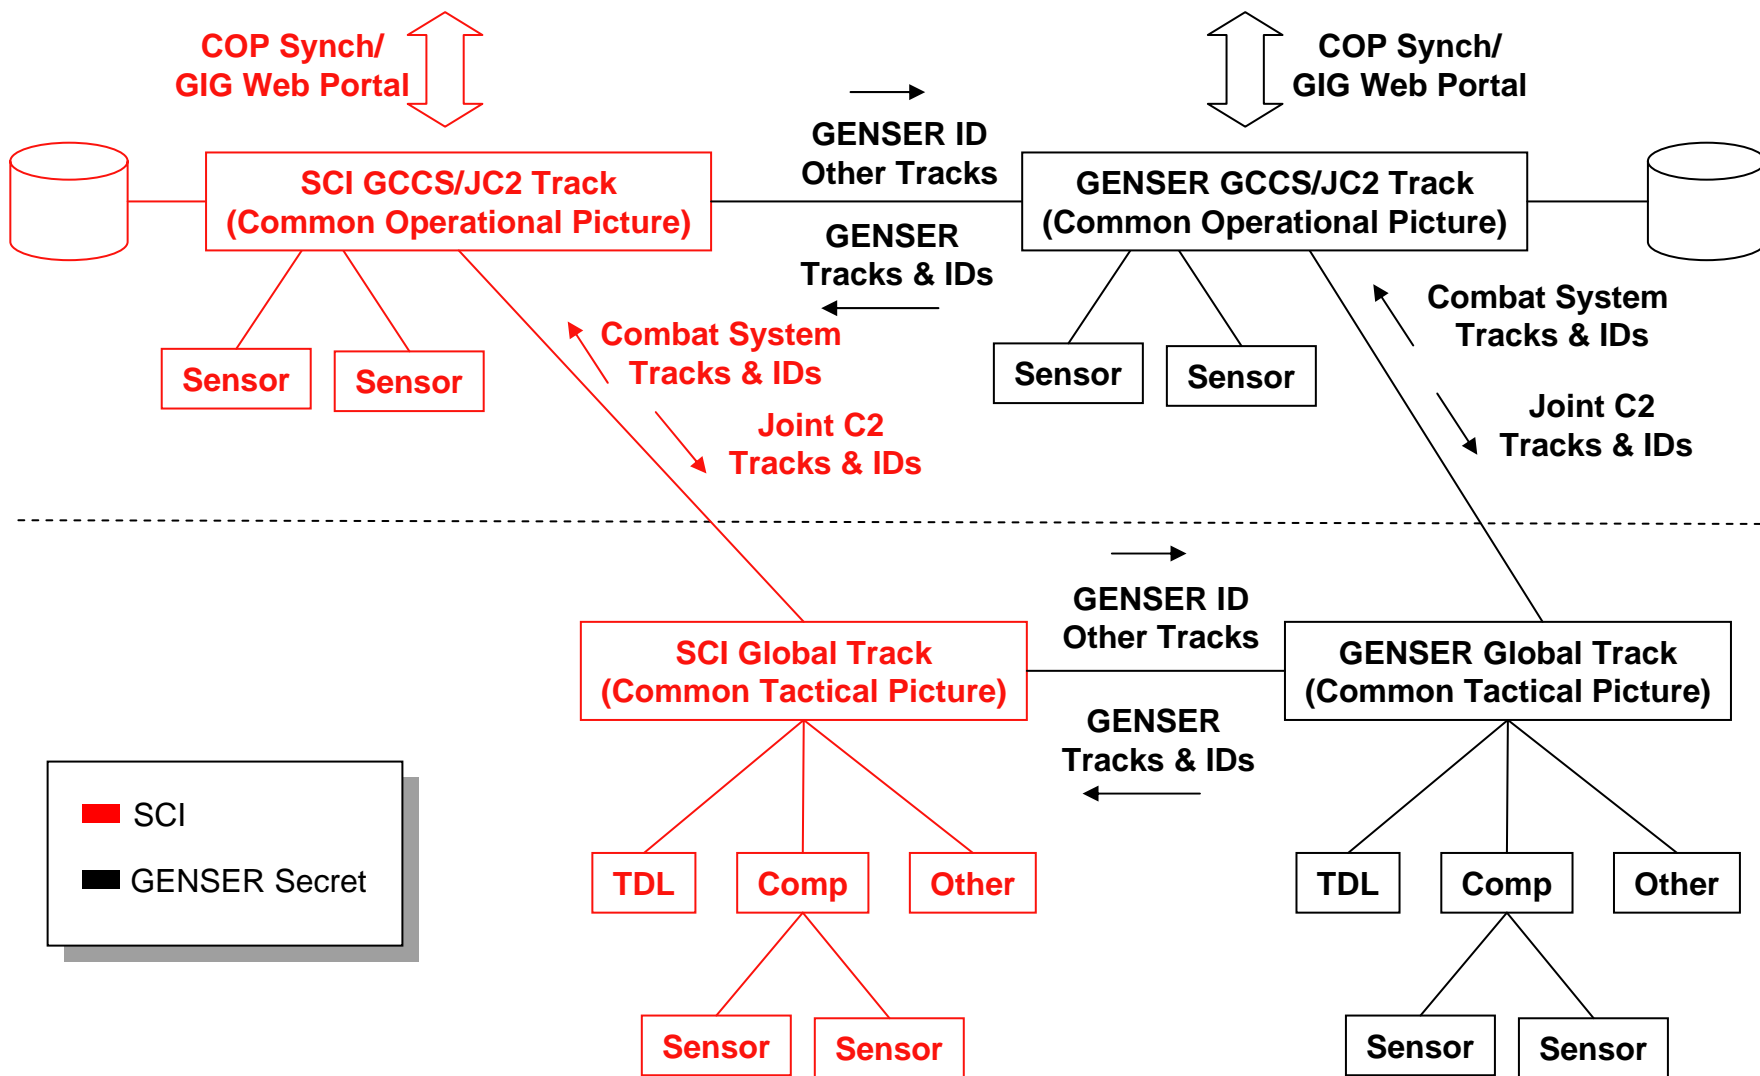 COP Synch/
GIG Web Portal
COP Synch/
GIG Web Portal
GENSER ID
Other Tracks
SCI GCCS/JC2 Track
(Common Operational Picture)
GENSER GCCS/JC2 Track
(Common Operational Picture)
GENSER
Tracks & IDs
Sensor
Sensor
Combat System
Tracks & IDs
Joint C2
Tracks & IDs
Sensor
Sensor
Combat System
Tracks & IDs
Joint C2
Tracks & IDs
GENSER ID
Other Tracks
SCI Global Track
(Common Tactical Picture)
GENSER Global Track
(Common Tactical Picture)
GENSER
Tracks & IDs
SCI
GENSER Secret
TDL
Comp
Other
TDL
Comp
Other
Sensor
Sensor
Sensor
Sensor